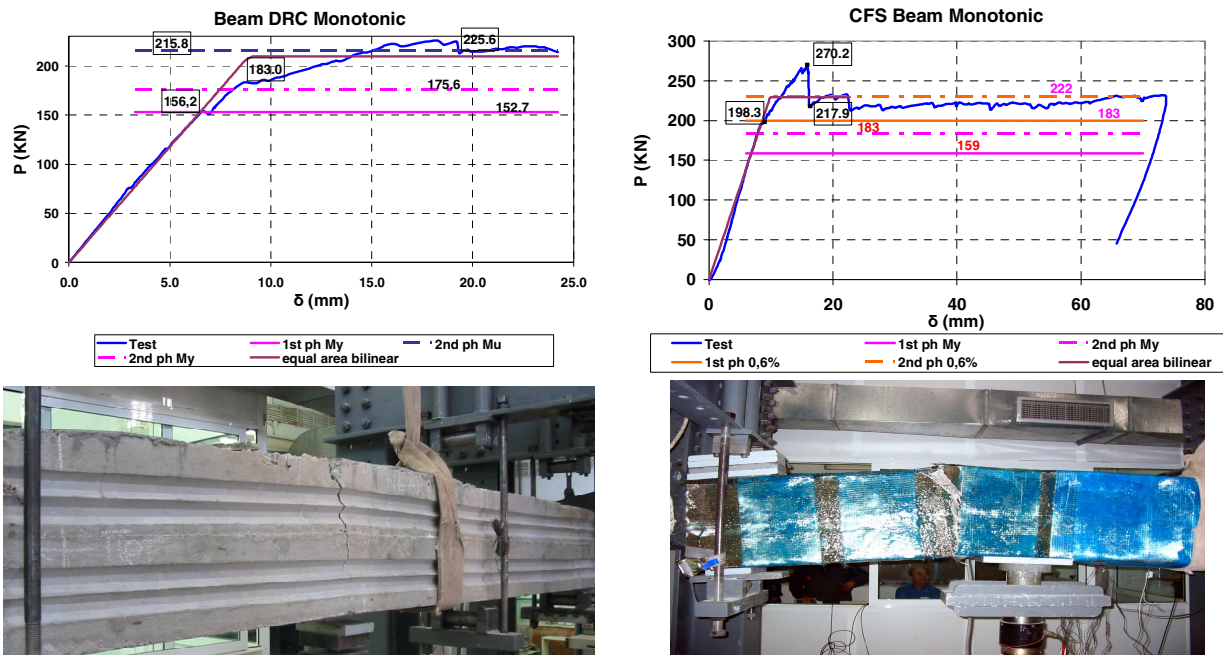 Beam DRC Monotonic
P (KN)
200
150
100
50
0
215.8
225.6
183.0
175.6
156,2
152.7
0.0 5.0 10.0 15.0 20.0 25.0
δ (mm)
Test 1st ph My 2nd ph Mu
2nd ph My equal area bilinear
CFS Beam Monotonic
P (KN)
300
250
200
150
100
50
0
270.2
222
198.3
217.9
183
183
159
0 20 40 60 80
δ (mm)
Test 1st ph My 2nd ph My
1st ph 0,6% 2nd ph 0,6% equal area bilinear